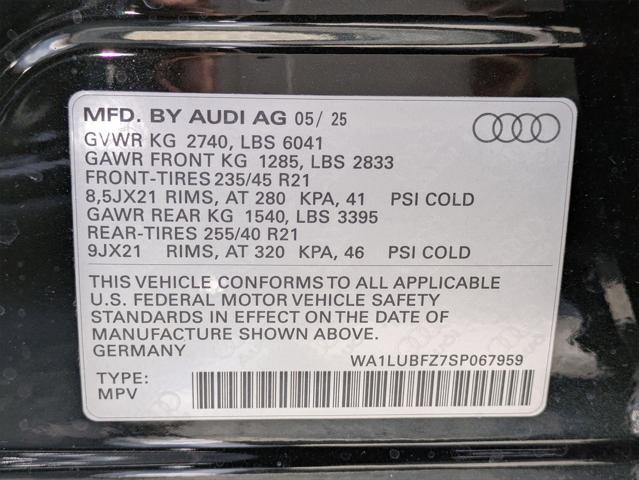 MFD. BY AUDI AG 05/ 25
GVWR KG 2740, LBS 6041
GAWR FRONT KG 1285, LBS 2833
FRONT-TIRES 235/45 R21
8,5JX21 RIMS, AT 280 KPA, 41 PSI COLD
GAWR REAR KG 1540, LBS 3395
REAR-TIRES 255/40 R21
9JX21 RIMS, AT 320 KPA, 46 PSI COLD
THIS VEHICLE CONFORMS TO ALL APPLICABLE
U.S. FEDERAL MOTOR VEHICLE SAFETY
STANDARDS IN EFFECT ON THE DATE OF
MANUFACTURE SHOWN ABOVE.
GERMANY WA1LUBFZ7SP067959
TYPE:
MPV